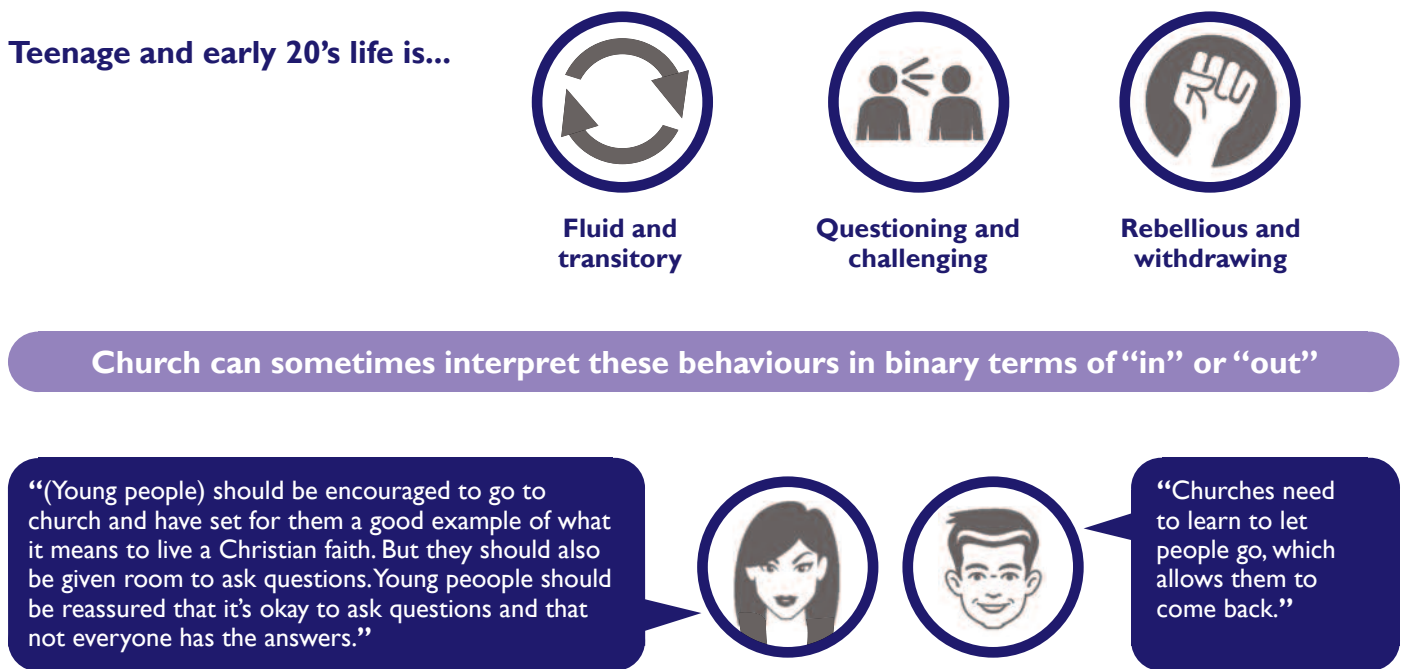 Teenage and early 20’s life is...
Fluid and
transitory
Questioning and
challenging
Rebellious and
withdrawing
Church can sometimes interpret these behaviours in binary terms of “in” or “out”
“(Young people) should be encouraged to go to
church and have set for them a good example of what
it means to live a Christian faith. But they should also
be given room to ask questions. Young peoople should
be reassured that it’s okay to ask questions and that
not everyone has the answers.”
“Churches need
to learn to let
people go, which
allows them to
come back.”